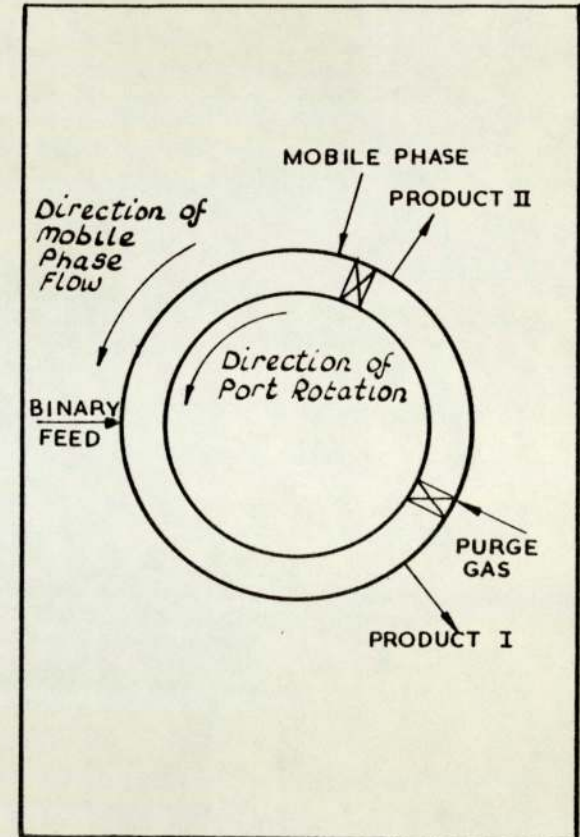 MOBILE PHASE
PRODUCT II
Direction of
Mobile
Phase
Flow
Direction of
Port Rotation
BINARY
FEED
PURGE
GAS
PRODUCT I